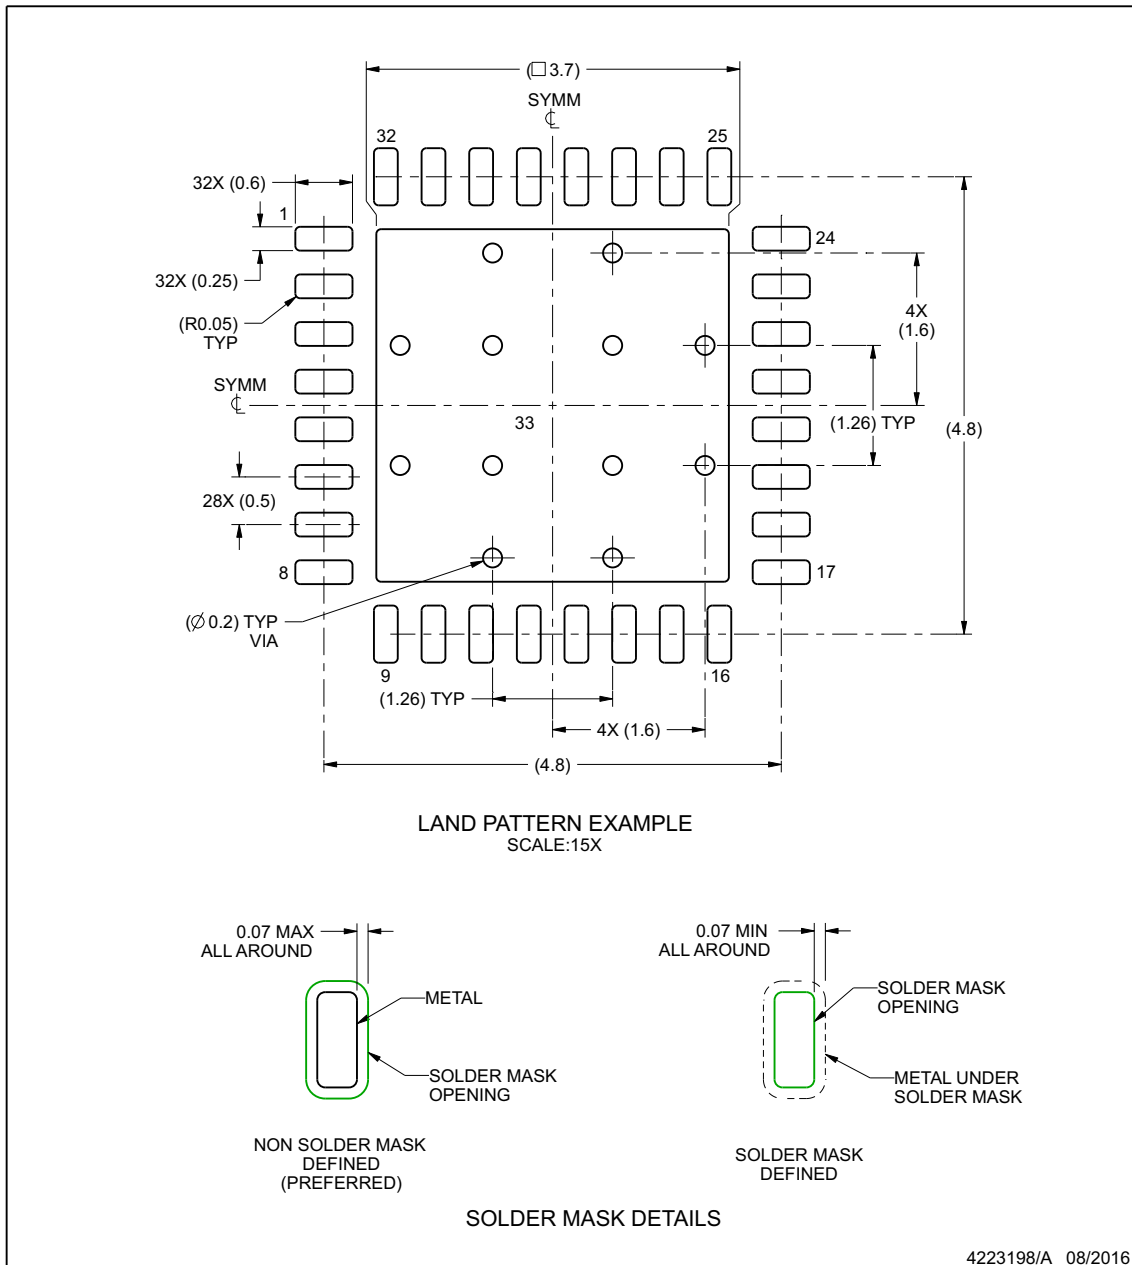 (□3.7)
SYMM
℄
32
25
32X (0.6)
1
24
32X (0.25)
4X
(1.6)
(R0.05)
TYP
SYMM
℄
33
(1.26) TYP
(4.8)
28X (0.5)
8
17
(∅0.2) TYP
VIA
9
16
(1.26) TYP
4X (1.6)
(4.8)
LAND PATTERN EXAMPLE
SCALE:15X
0.07 MAX
ALL AROUND
METAL
SOLDER MASK
OPENING
NON SOLDER MASK
DEFINED
(PREFERRED)
0.07 MIN
ALL AROUND
SOLDER MASK
OPENING
METAL UNDER
SOLDER MASK
SOLDER MASK
DEFINED
SOLDER MASK DETAILS
4223198/A 08/2016